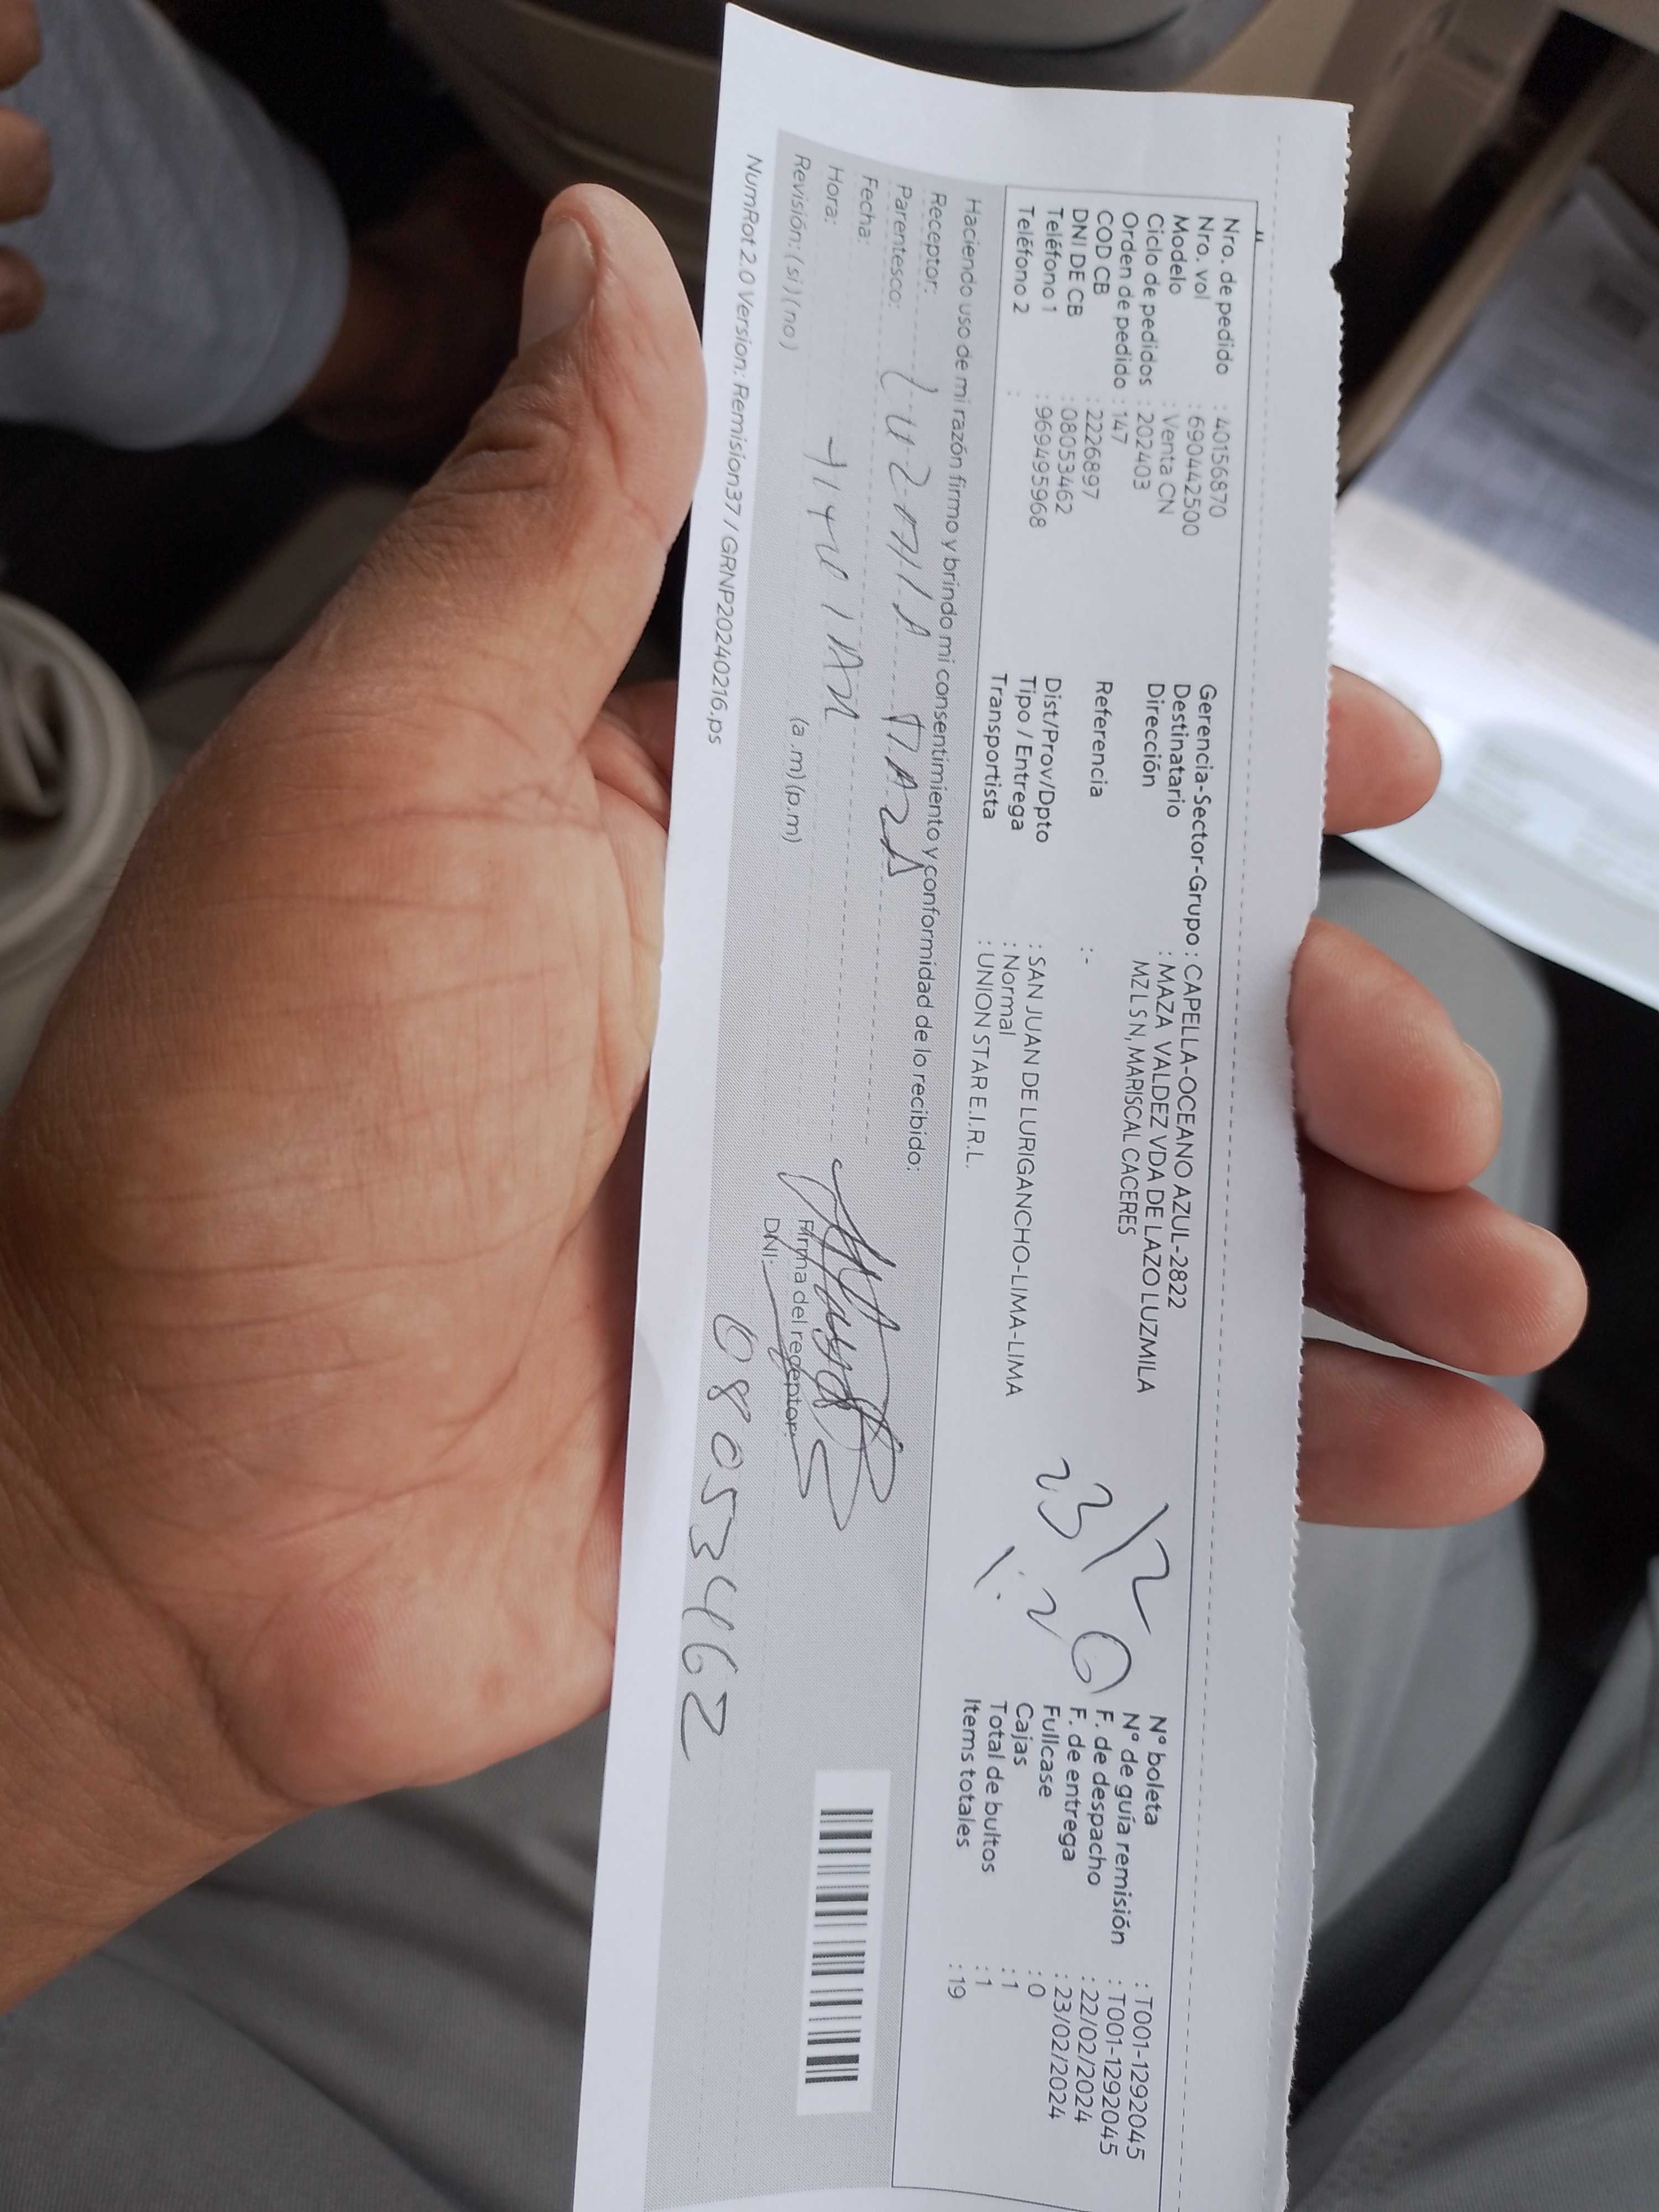 Nro. de pedido : 40156870
Nro. vol : 690442500
Modelo : Venta CN
Ciclo de pedidos : 202403
Orden de pedido : 147
COD CB : 2226897
DNI DE CB : 08053462
Teléfono 1 : 969495968
Teléfono 2 :
Gerencia-Sector-Grupo : CAPELLA-OCEANO AZUL-2822
Destinatario : MAZA VALDEZ VDA DE LAZO LUZMILA
Dirección MZ L S N, MARISCAL CACERES
Referencia : -
Dist/Prov/Dpto : SAN JUAN DE LURIGANCHO-LIMA-LIMA
Tipo / Entrega : Normal
Transportista : UNION STAR E.I.R.L.
N° boleta : T001-1292045
N° de guía remisión : T001-1292045
F. de despacho : 22/02/2024
F. de entrega : 23/02/2024
Fullcase : 0
Cajas : 1
Total de bultos : 1
Items totales : 19
Haciendo uso de mi razón firmo y brindo mi consentimiento y conformidad de lo recibido:
Receptor:
Parentesco:
Fecha:
Hora:
Revisión: ( si ) ( no ) (a .m) (p.m)
Firma del receptor
DNI: 08053462
NumRot 2.0 Version: Remision37 / GRNP20240216.ps